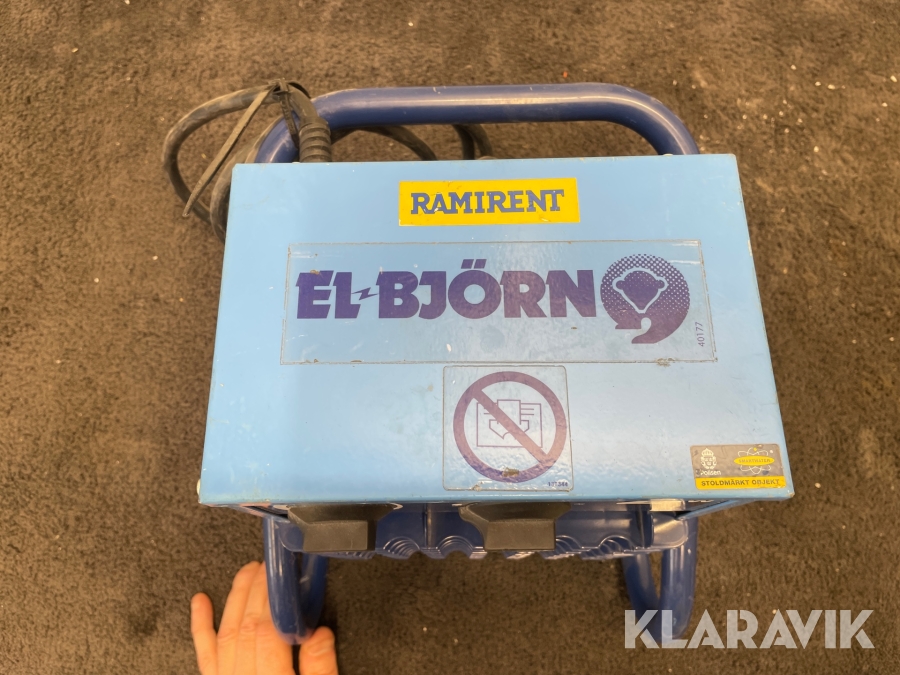 RAMIRENT
EL-BJÖRN
40177
STÖLDMÄRKT OBJEKT
KLARAVIK